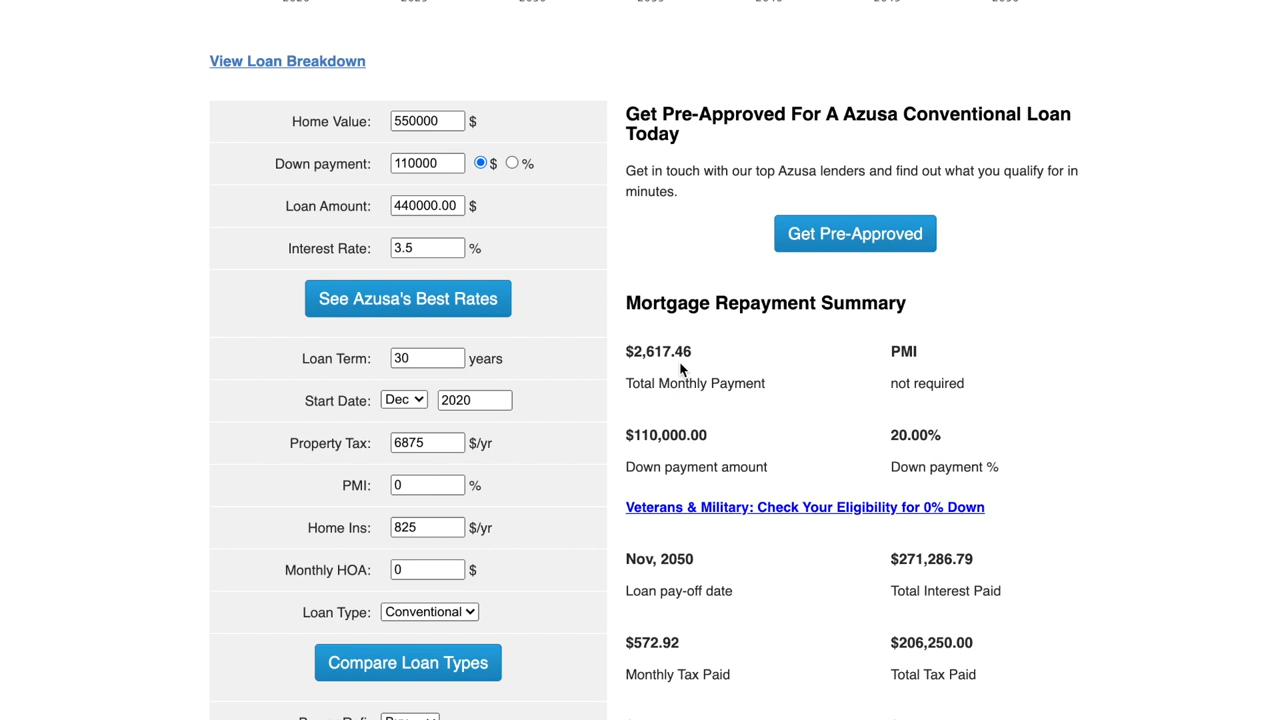 View Loan Breakdown
Home Value: 550000 $
Down payment: 110000 $ %
Loan Amount: 440000.00 $
Interest Rate: 3.5 %
See Azusa's Best Rates
Loan Term: 30 years
Start Date: Dec 2020
Property Tax: 6875 $/yr
PMI: 0 %
Home Ins: 825 $/yr
Monthly HOA: 0 $
Loan Type: Conventional
Compare Loan Types
Get Pre-Approved For A Azusa Conventional Loan
Today
Get in touch with our top Azusa lenders and find out what you qualify for in
minutes.
Get Pre-Approved
Mortgage Repayment Summary
$2,617.46 PMI
Total Monthly Payment not required
$110,000.00 20.00%
Down payment amount Down payment %
Veterans & Military: Check Your Eligibility for 0% Down
Nov, 2050 $271,286.79
Loan pay-off date Total Interest Paid
$572.92 $206,250.00
Monthly Tax Paid Total Tax Paid